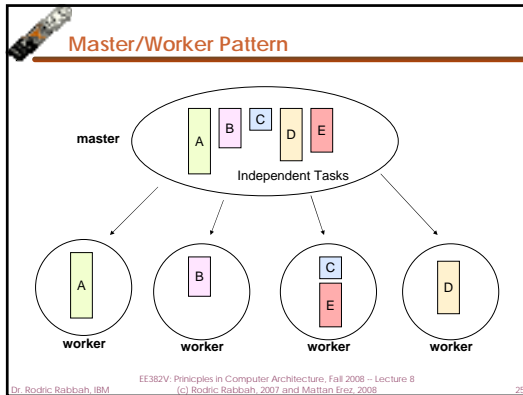 Master/Worker Pattern
master
A
B
C
D
E
Independent Tasks
A
B
C
E
D
worker
worker
worker
worker
EE382V: Prinicples in Computer Architecture, Fall 2008 – Lecture 8
Dr. Rodric Rabbah, IBM
(c) Rodric Rabbah, 2007 and Mattan Erez, 2008
25